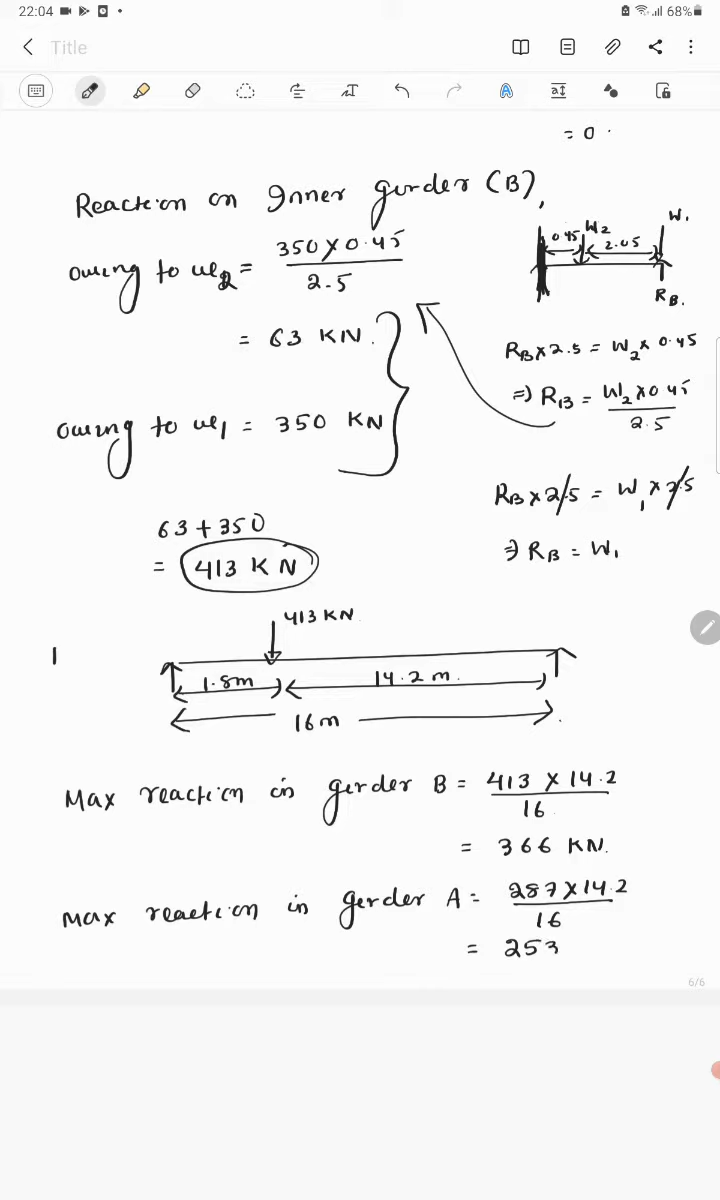 22:04 68%
Title
= 0 .
Reaction on Inner girder (B),
owing to W2 = 350 X 0.45 / 2.5
= 63 KN.
owing to W1 = 350 KN
63 + 350
= 413 KN
W1
0.45 W2 2.05
RB.
RB x 2.5 = W2 x 0.45
=) RB = W2 x 0.45 / 2.5
RB x 2.5 = W1 x 2.5
=) RB = W1
413 KN
1.8m 14.2 m.
16m
Max reaction in girder B = 413 X 14.2 / 16
= 366 KN.
Max reaction in girder A = 287 X 14.2 / 16
= 253
6/6